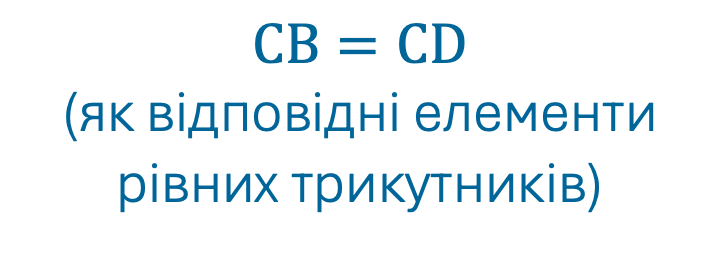 CB = CD
(як відповідні елементи
рівних трикутників)